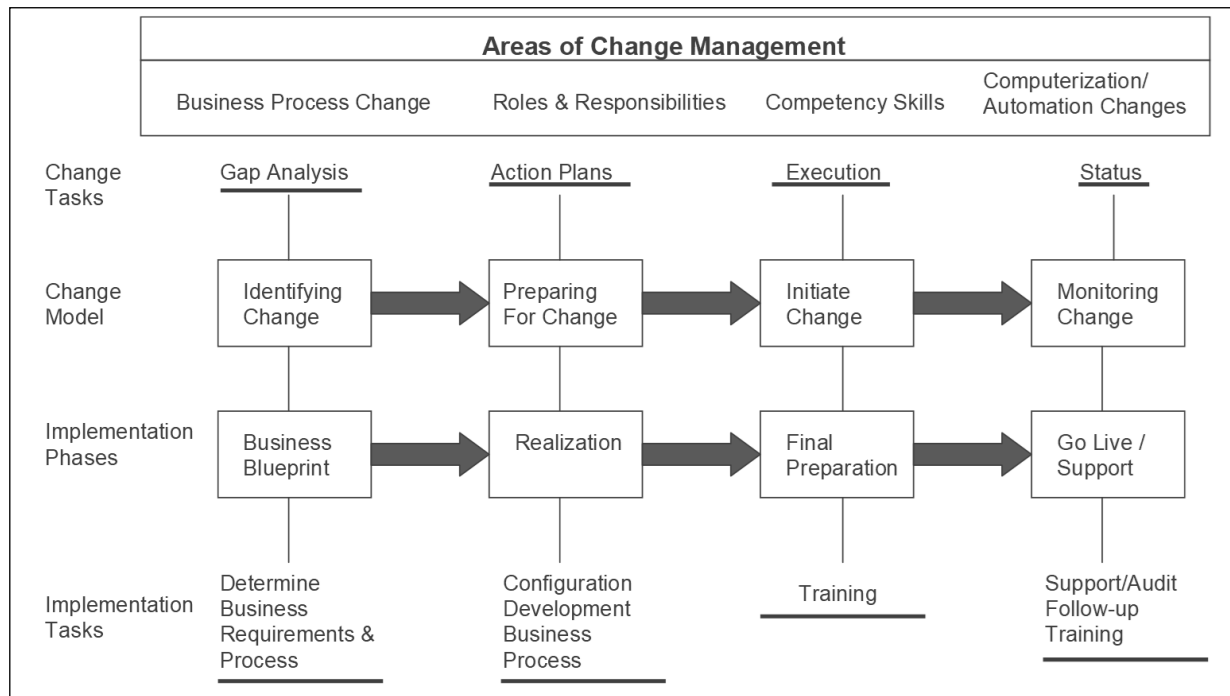 Areas of Change Management
Business Process Change
Roles & Responsibilities
Competency Skills
Computerization/
Automation Changes
Change
Tasks
Gap Analysis
Action Plans
Execution
Status
Change
Model
Identifying
Change
Preparing
For Change
Initiate
Change
Monitoring
Change
Implementation
Phases
Business
Blueprint
Realization
Final
Preparation
Go Live /
Support
Implementation
Tasks
Determine
Business
Requirements &
Process
Configuration
Development
Business
Process
Training
Support/Audit
Follow-up
Training